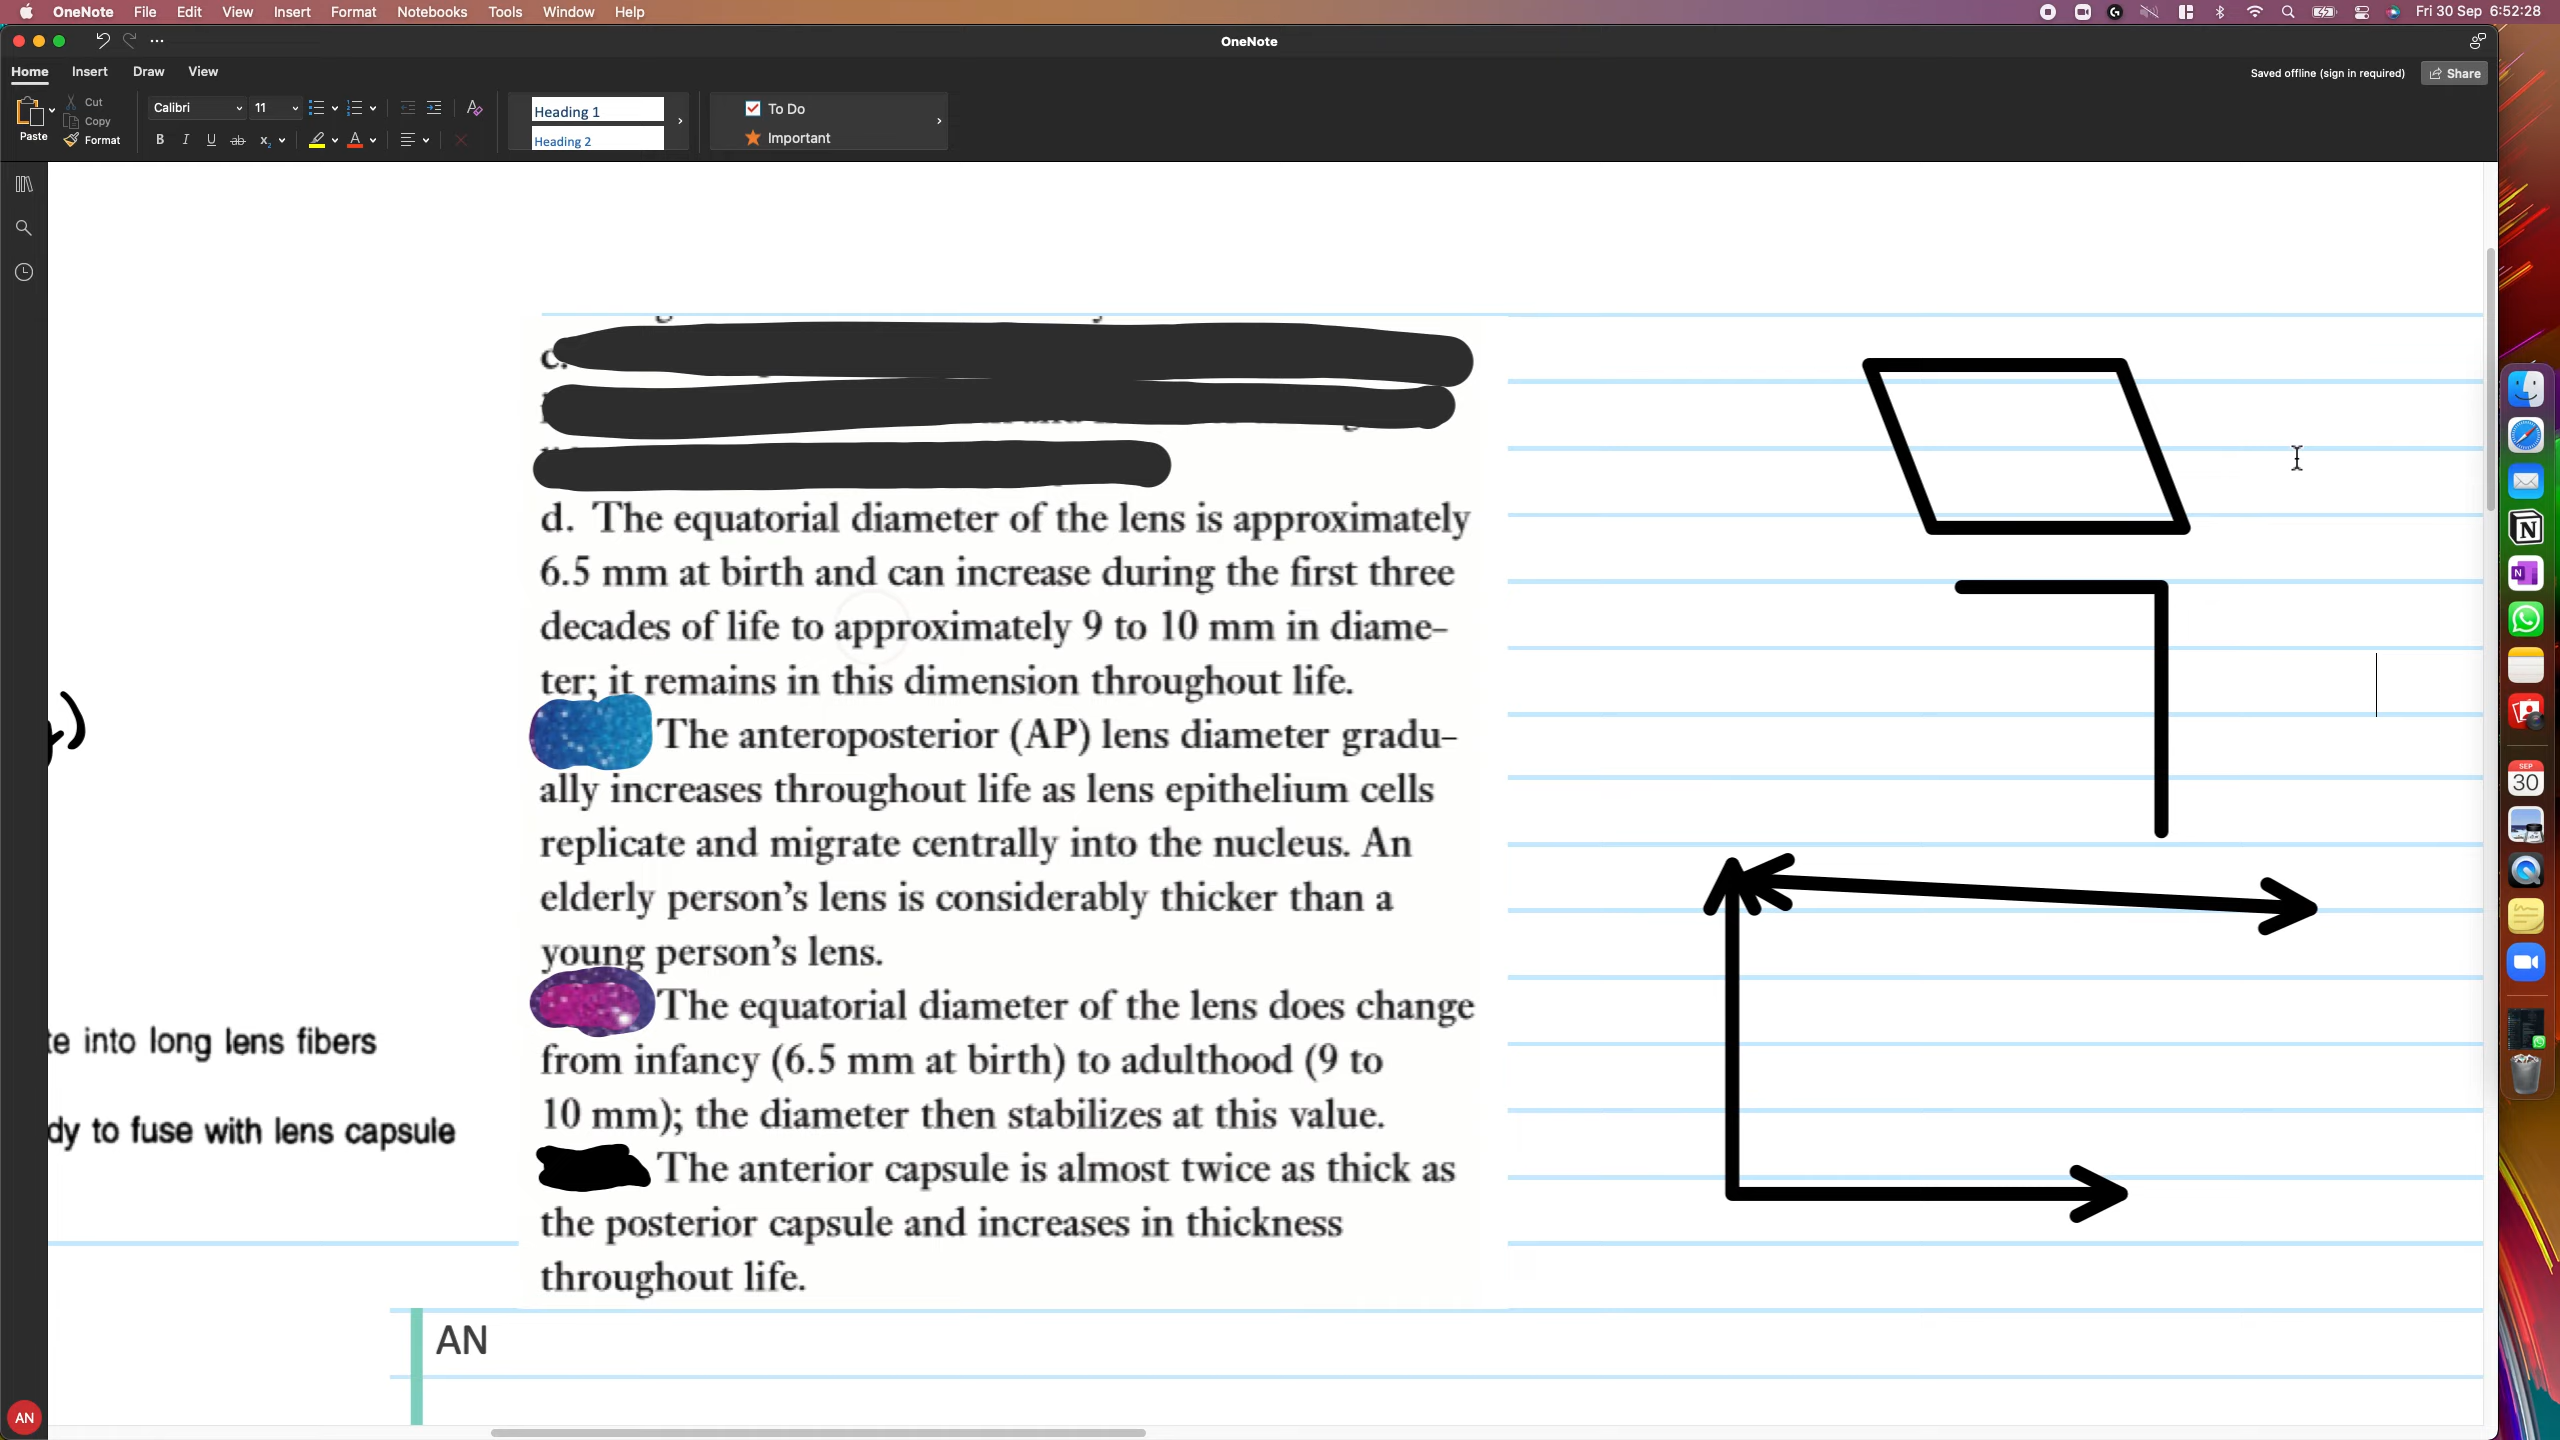 OneNote File Edit View Insert Format Notebooks Tools Window Help Fri 30 Sep 6:52:28
OneNote
Home Insert Draw View Saved offline (sign in required) Share
Paste Cut Copy Format
Calibri 11
B I U ab x₂ A
Heading 1
Heading 2
To Do
Important
c.
d. The equatorial diameter of the lens is approximately
6.5 mm at birth and can increase during the first three
decades of life to approximately 9 to 10 mm in diame-
ter; it remains in this dimension throughout life.
The anteroposterior (AP) lens diameter gradu-
ally increases throughout life as lens epithelium cells
replicate and migrate centrally into the nucleus. An
elderly person's lens is considerably thicker than a
young person's lens.
The equatorial diameter of the lens does change
from infancy (6.5 mm at birth) to adulthood (9 to
10 mm); the diameter then stabilizes at this value.
The anterior capsule is almost twice as thick as
the posterior capsule and increases in thickness
throughout life.
into long lens fibers
to fuse with lens capsule
AN
AN
SEP
30